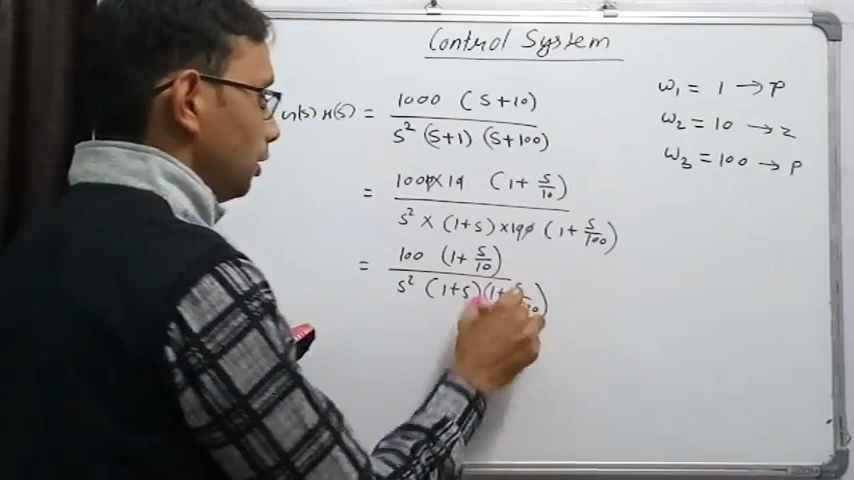 Control System
G(s) H(s) = 1000 (s+10) / s² (s+1) (s+100)
= 1000×10 (1+ s/10) / s² × (1+s) ×100 (1+ s/100)
= 100 (1+ s/10) / s² (1+s) (1+ s/100)
ω₁ = 1 → P
ω₂ = 10 → Z
ω₃ = 100 → P